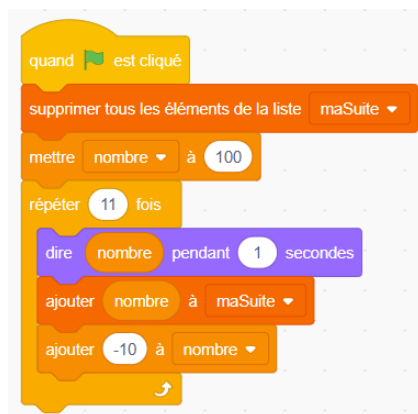 quand est cliqué
supprimer tous les éléments de la liste maSuite
mettre nombre à 100
répéter 11 fois
dire nombre pendant 1 secondes
ajouter nombre à maSuite
ajouter -10 à nombre